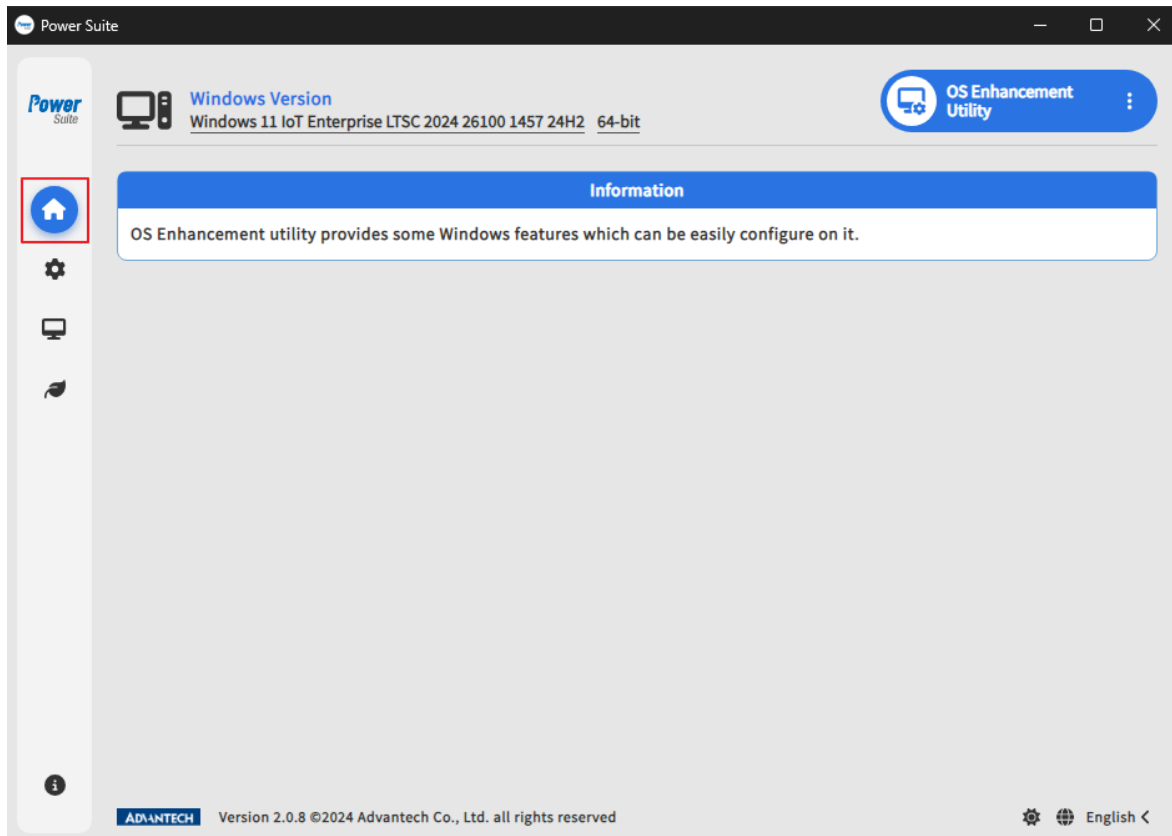 Power Suite
Power
Suite
Windows Version
Windows 11 IoT Enterprise LTSC 2024 26100 1457 24H2 64-bit
OS Enhancement
Utility
Information
OS Enhancement utility provides some Windows features which can be easily configure on it.
ADVANTECH Version 2.0.8 ©2024 Advantech Co., Ltd. all rights reserved
English